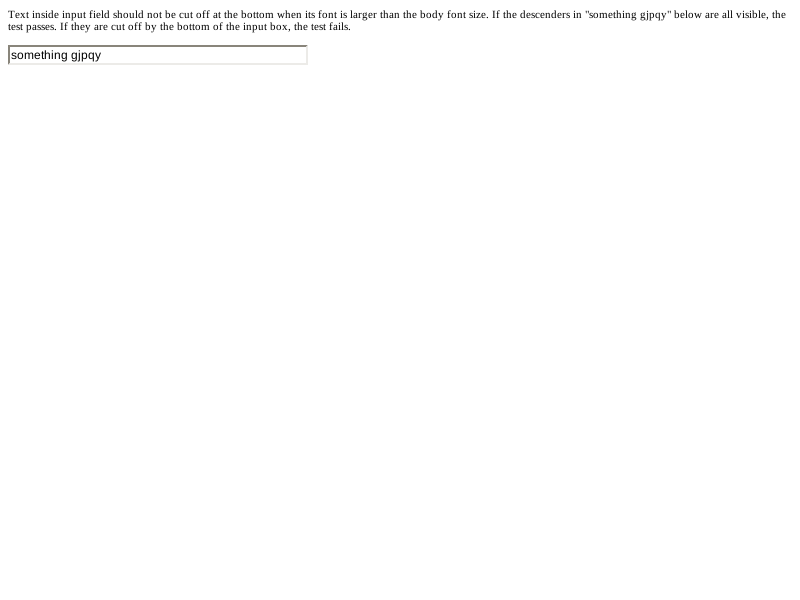 Text inside input field should not be cut off at the bottom when its font is larger than the body font size. If the descenders in "something gjpqy" below are all visible, the
test passes. If they are cut off by the bottom of the input box, the test fails.
something gjpqy